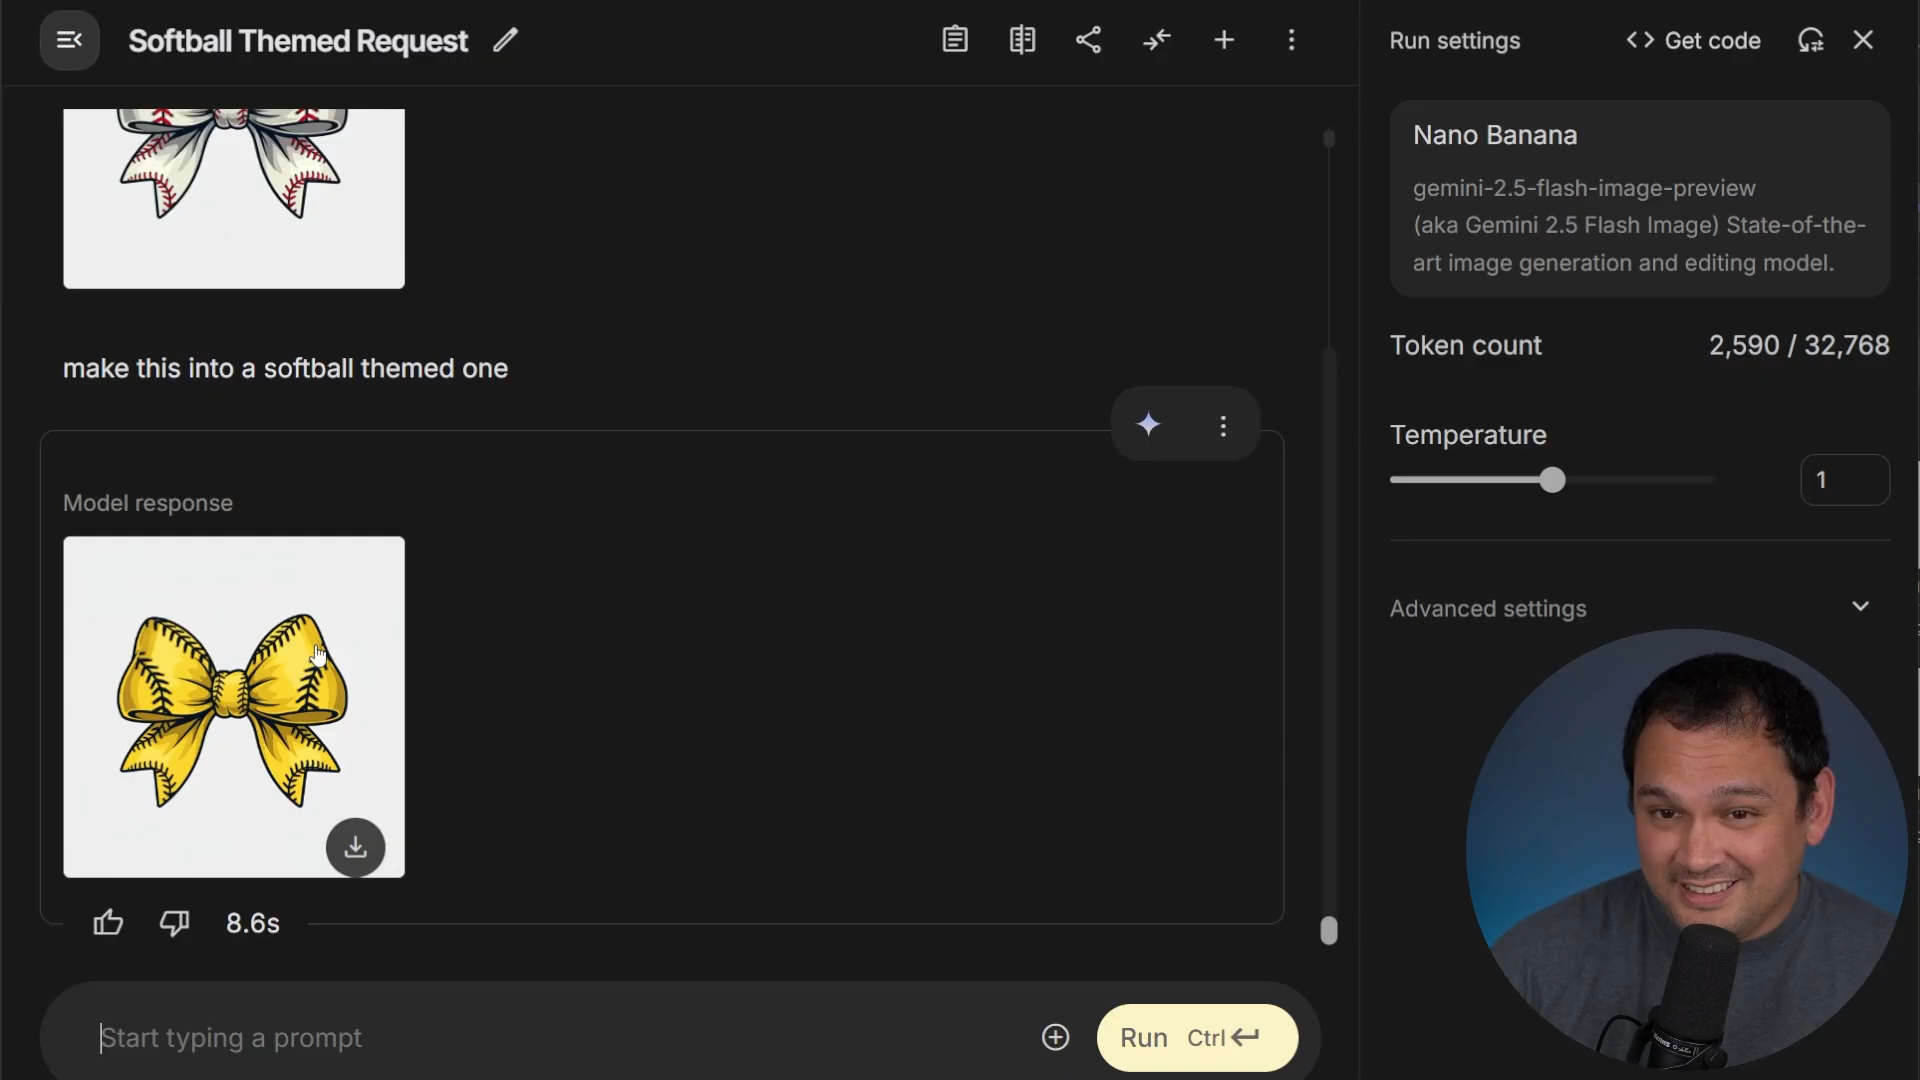 Softball Themed Request
make this into a softball themed one
Model response
8.6s
Start typing a prompt
Run Ctrl
Run settings
Get code
Nano Banana
gemini-2.5-flash-image-preview
(aka Gemini 2.5 Flash Image) State-of-the-
art image generation and editing model.
Token count 2,590 / 32,768
Temperature
1
Advanced settings